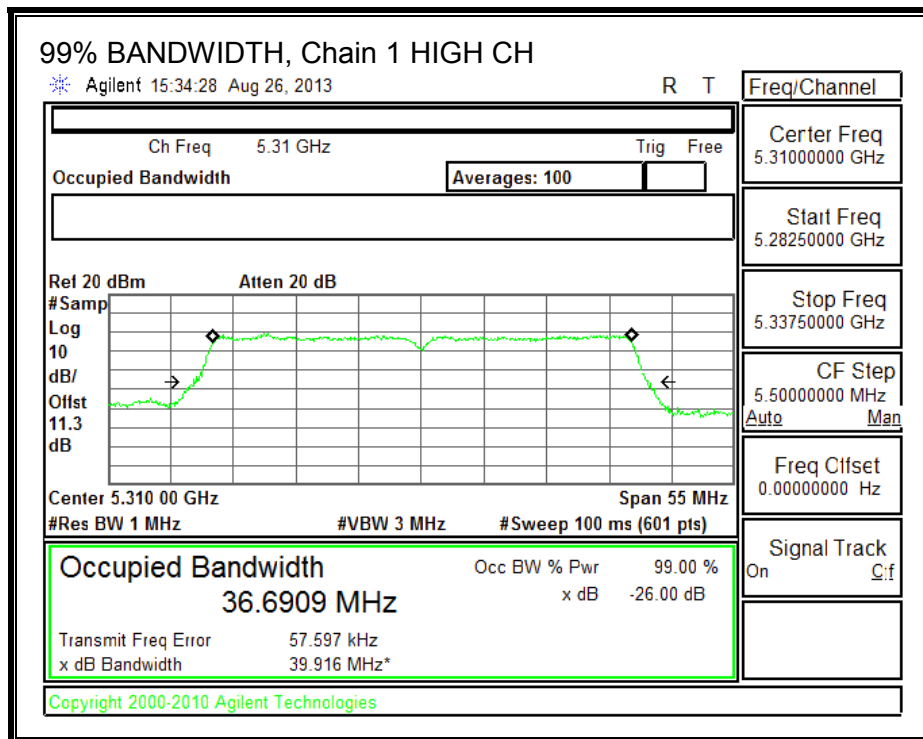 99% BANDWIDTH, Chain 1 HIGH CH
Agilent 15:34:28 Aug 26, 2013 R T
Freq/Channel
Ch Freq 5.31 GHz Trig Free
Occupied Bandwidth Averages: 100
Center Freq
5.31000000 GHz
Start Freq
5.28250000 GHz
Stop Freq
5.33750000 GHz
CF Step
5.50000000 MHz
Auto Man
Freq Offset
0.00000000 Hz
Signal Track
On Off
Ref 20 dBm Atten 20 dB
#Samp
Log
10
dB/
Offst
11.3
dB
Center 5.310 00 GHz Span 55 MHz
#Res BW 1 MHz #VBW 3 MHz #Sweep 100 ms (601 pts)
Occupied Bandwidth Occ BW % Pwr 99.00 %
36.6909 MHz x dB -26.00 dB
Transmit Freq Error 57.597 kHz
x dB Bandwidth 39.916 MHz*
Copyright 2000-2010 Agilent Technologies